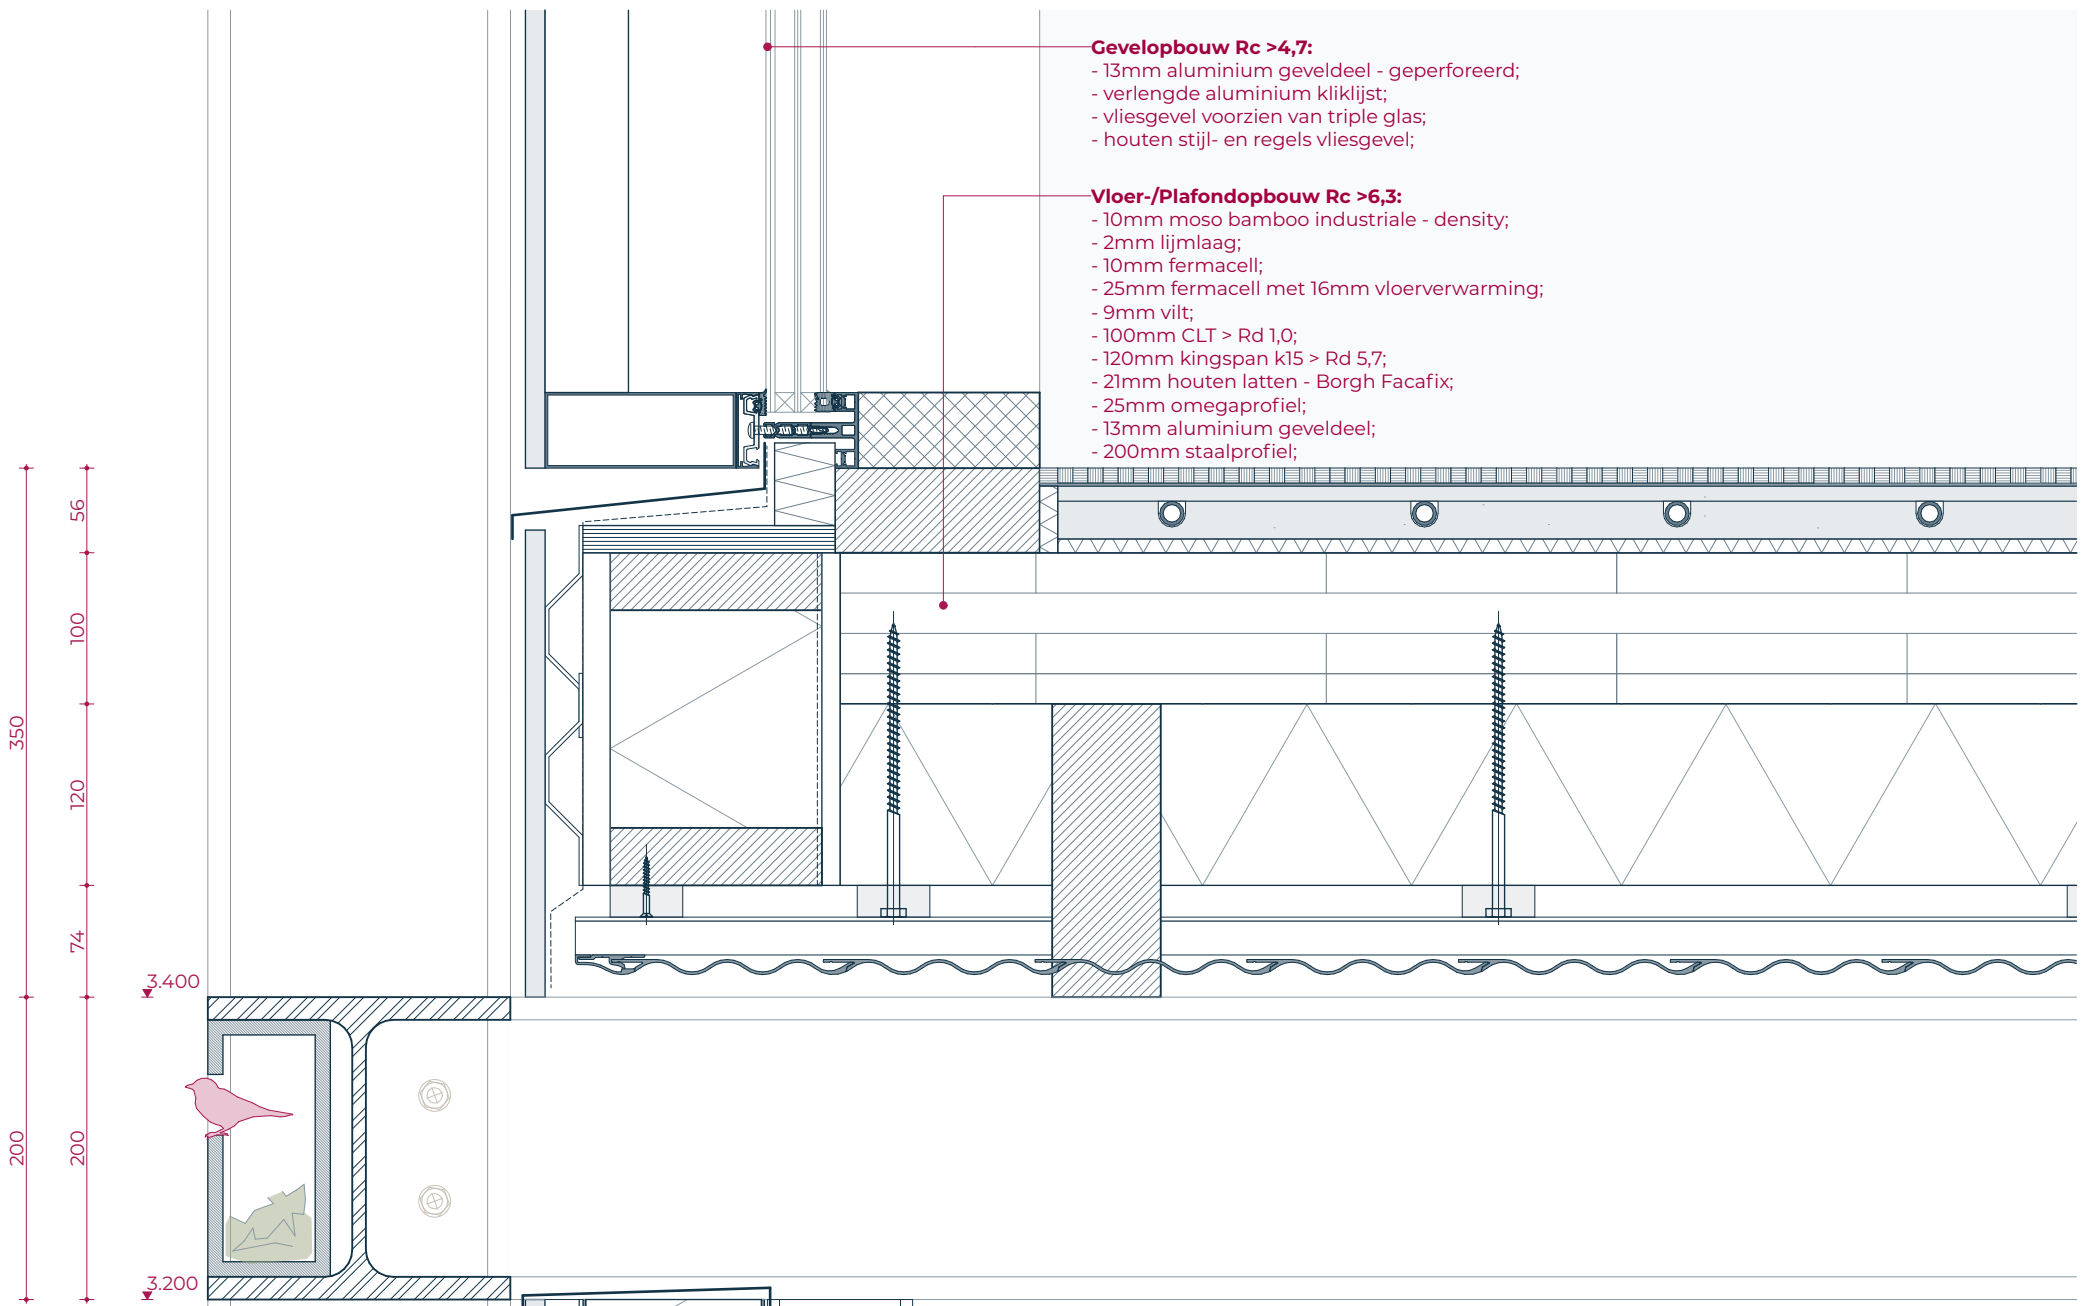 Gevelopbouw Rc >4,7:
- 13mm aluminium geveldeel - geperforeerd;
- verlengde aluminium kliklijst;
- vliesgevel voorzien van triple glas;
- houten stijl- en regels vliesgevel;
Vloer-/Plafondopbouw Rc >6,3:
- 10mm moso bamboo industriale - density;
- 2mm lijmlaag;
- 10mm fermacell;
- 25mm fermacell met 16mm vloerverwarming;
- 9mm vilt;
- 100mm CLT > Rd 1,0;
- 120mm kingspan k15 > Rd 5,7;
- 21mm houten latten - Borgh Facafix;
- 25mm omegaprofiel;
- 13mm aluminium geveldeel;
- 200mm staalprofiel;
56
100
350
120
74
3.400
200
200
3.200